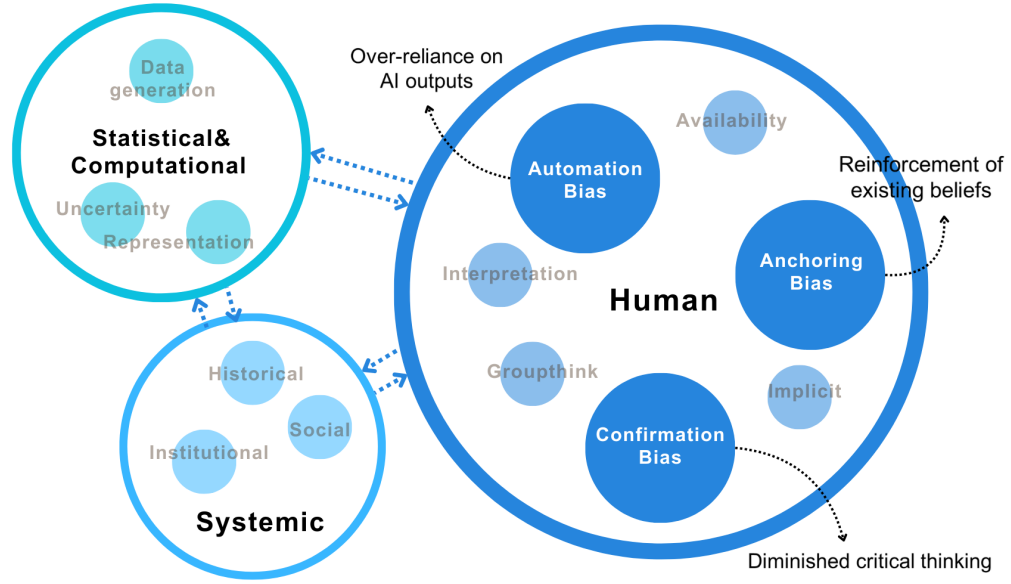 Data
generation
Statistical&
Computational
Uncertainty
Representation
Historical
Social
Institutional
Systemic
Over-reliance on
AI outputs
Automation
Bias
Availability
Reinforcement of
existing beliefs
Anchoring
Bias
Interpretation
Human
Groupthink
Implicit
Confirmation
Bias
Diminished critical thinking